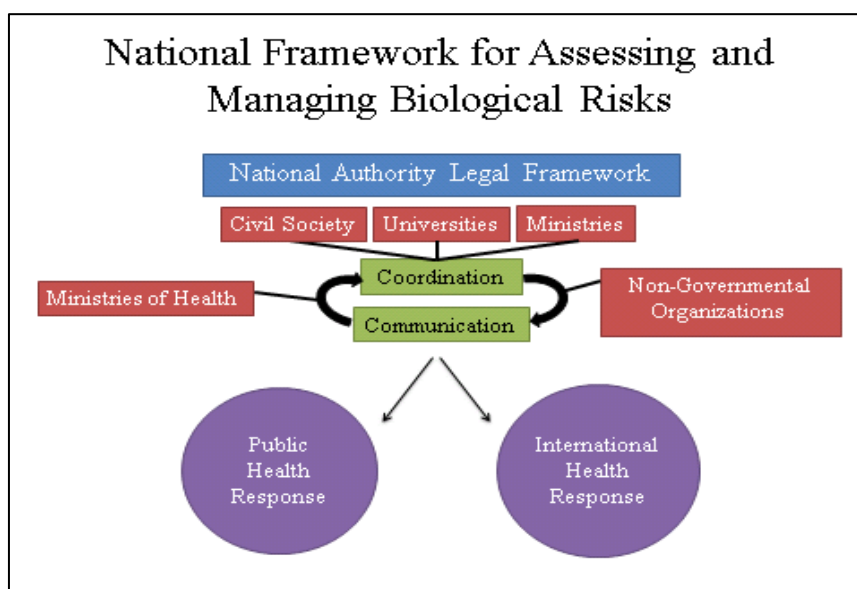 National Framework for Assessing and
Managing Biological Risks
National Authority Legal Framework
Civil Society
Universities
Ministries
Coordination
Ministries of Health
Non-Governmental
Organizations
Communication
Public
Health
Response
International
Health
Response